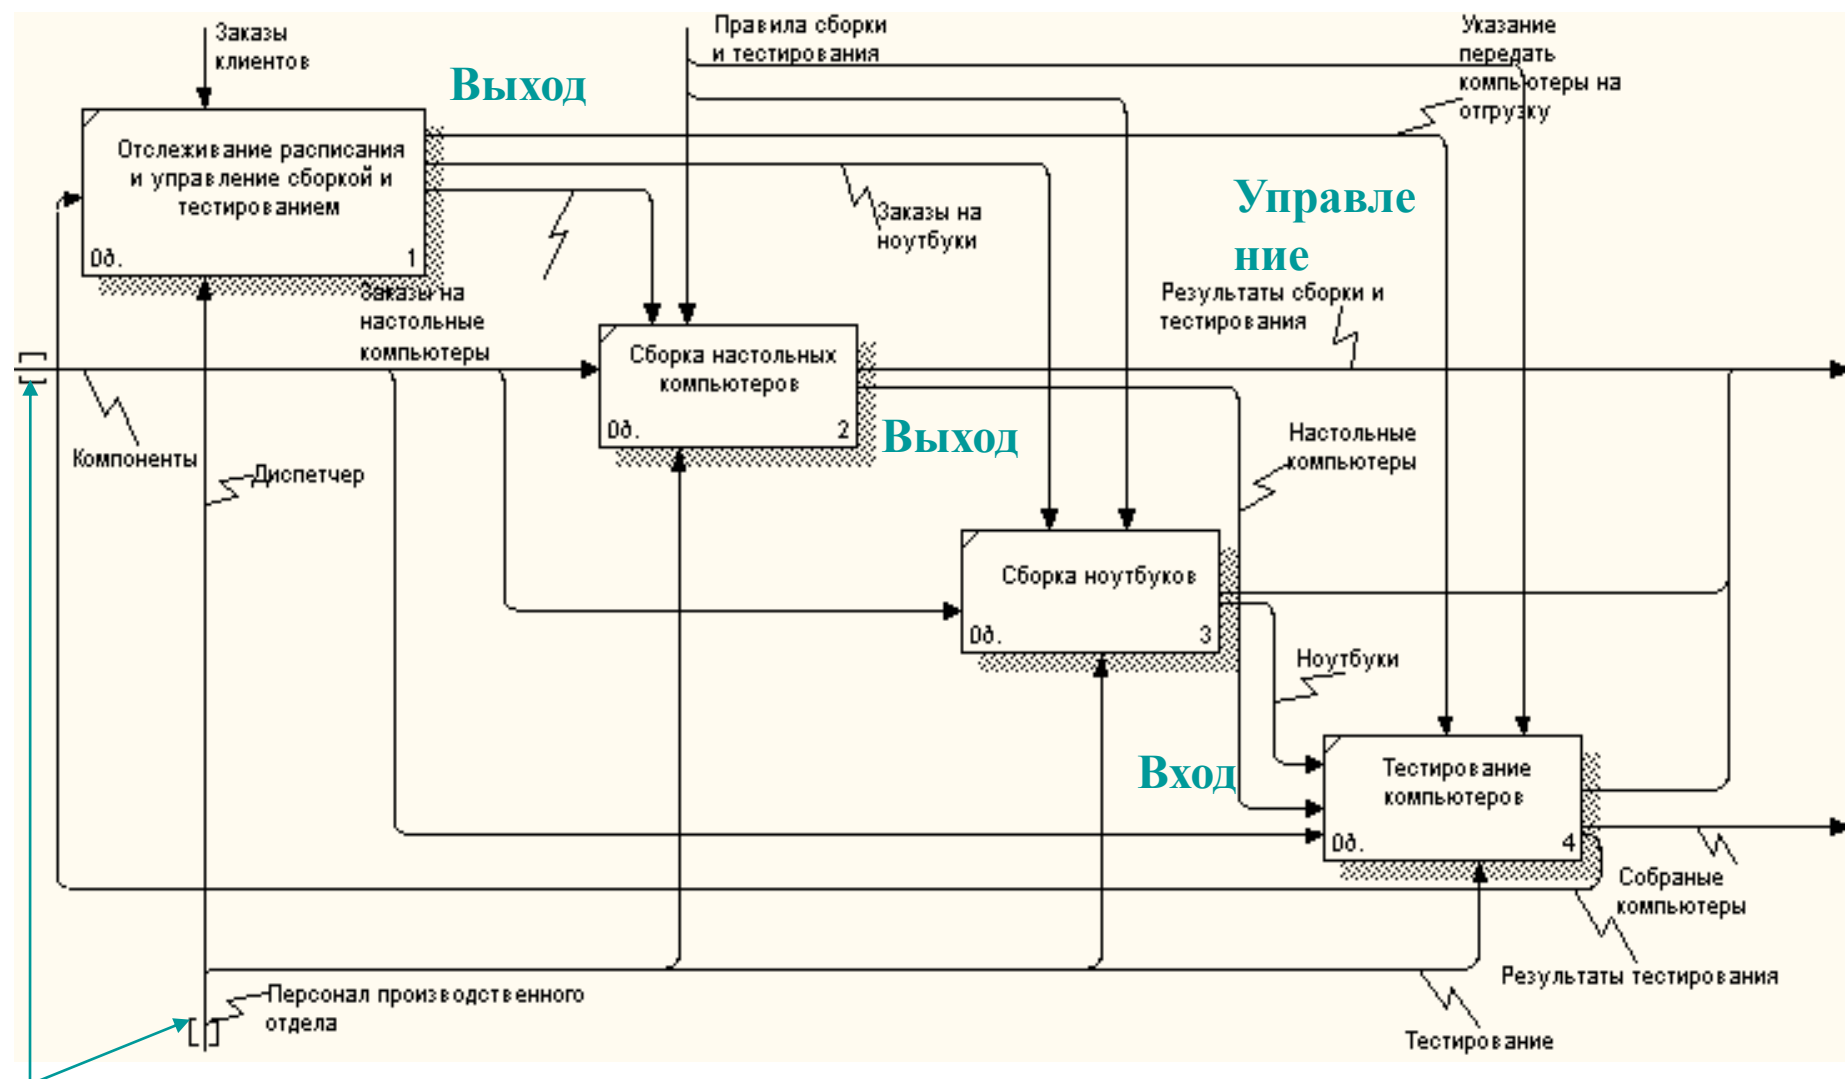 Заказы
клиентов
Правила сборки
и тестирования
Указание
передать
компьютеры на
отгрузку
Выход
Отслеживание расписания
и управление сборкой и
тестированием
0д. 1
Управле
ние
Заказы на
ноутбуки
Заказы на
настольные
компьютеры
Результаты сборки и
тестирования
Сборка настольных
компьютеров
0д. 2
Выход
Компоненты
Диспетчер
Настольные
компьютеры
Сборка ноутбуков
0д. 3
Ноутбуки
Вход
Тестирование
компьютеров
0д. 4
Собраные
компьютеры
Результаты тестирования
Персонал производственного
отдела
Тестирование